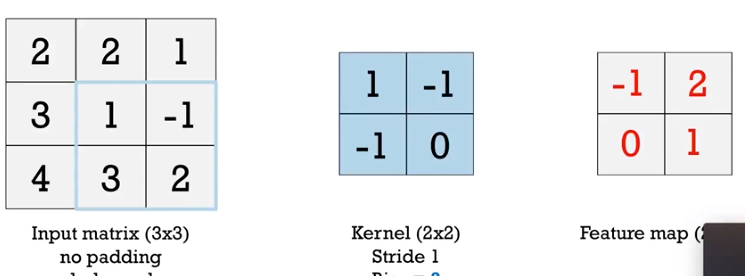 2 2 1
3 1 -1
4 3 2
1 -1
-1 0
-1 2
0 1
Input matrix (3x3)
no padding
Kernel (2x2)
Stride 1
Feature map